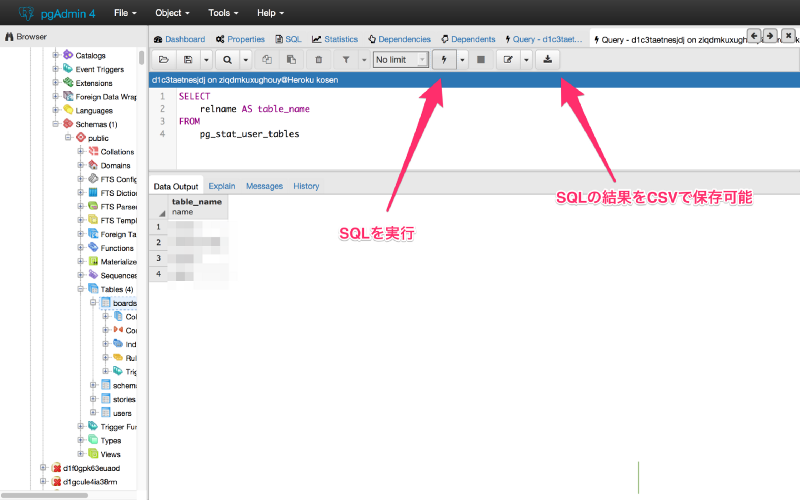 pgAdmin 4 File Object Tools Help
Browser
Dashboard Properties SQL Statistics Dependencies Dependents Query - d1c3taet... Query - d1c3taetnesjdj on ziqdmkuxugh
No limit
d1c3taetnesjdj on ziqdmkuxughouy@Heroku kosen
Catalogs
Event Triggers
Extensions
Foreign Data Wrap
Languages
Schemas (1)
public
Collations
Domains
FTS Config
FTS Diction
FTS Parser
FTS Templ
Foreign Ta
Functions
Materialize
Sequences
Tables (4)
boards
Col
Con
Ind
Rul
Trig
schema
stories
users
Trigger Fun
Types
Views
d1f0gpk63euaod
d1gcule4ia38rm
1 SELECT
2 relname AS table_name
3 FROM
4 pg_stat_user_tables
Data Output Explain Messages History
table_name
name
1
2
3
4
SQLを実行
SQLの結果をCSVで保存可能